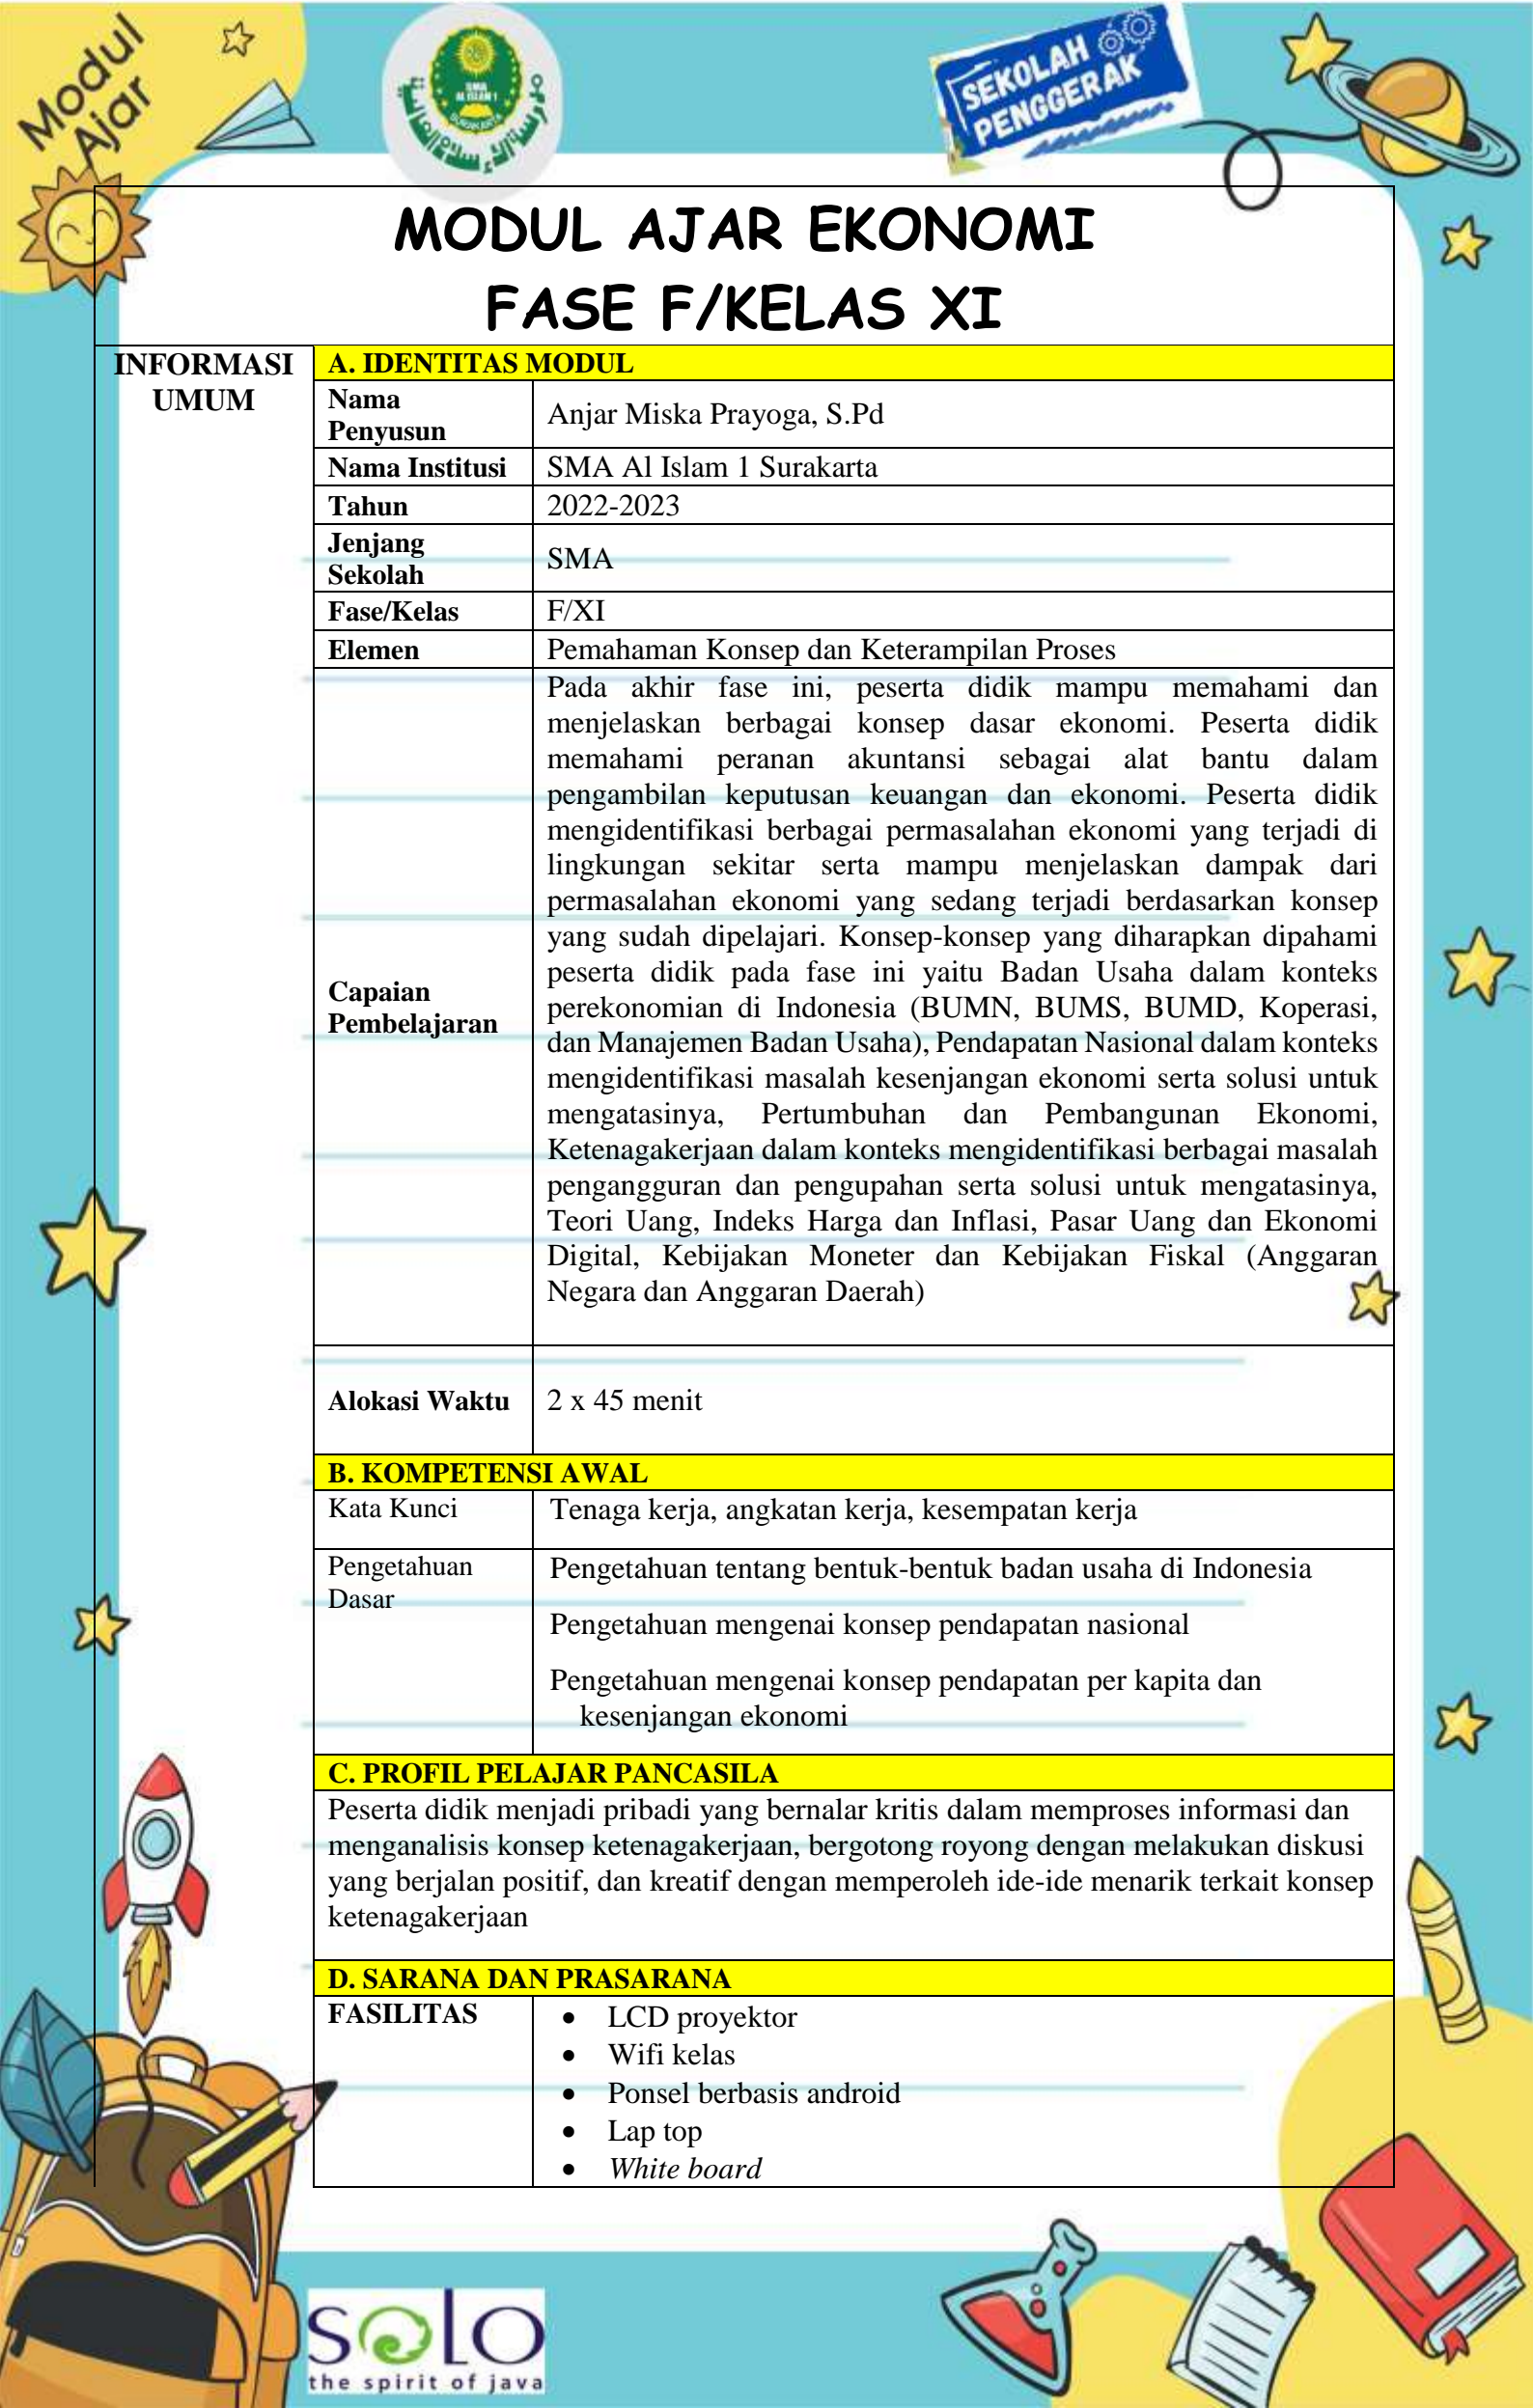 Modul
Ajar
SMA
AL ISLAM 1
SURAKARTA
SEKOLAH
PENGGERAK
MODUL AJAR EKONOMI
FASE F/KELAS XI
INFORMASI
UMUM
A. IDENTITAS MODUL
Nama
Penyusun
Anjar Miska Prayoga, S.Pd
Nama Institusi
SMA Al Islam 1 Surakarta
Tahun
2022-2023
Jenjang
Sekolah
SMA
Fase/Kelas
F/XI
Elemen
Pemahaman Konsep dan Keterampilan Proses
Capaian
Pembelajaran
Pada akhir fase ini, peserta didik mampu memahami dan
menjelaskan berbagai konsep dasar ekonomi. Peserta didik
memahami peranan akuntansi sebagai alat bantu dalam
pengambilan keputusan keuangan dan ekonomi. Peserta didik
mengidentifikasi berbagai permasalahan ekonomi yang terjadi di
lingkungan sekitar serta mampu menjelaskan dampak dari
permasalahan ekonomi yang sedang terjadi berdasarkan konsep
yang sudah dipelajari. Konsep-konsep yang diharapkan dipahami
peserta didik pada fase ini yaitu Badan Usaha dalam konteks
perekonomian di Indonesia (BUMN, BUMS, BUMD, Koperasi,
dan Manajemen Badan Usaha), Pendapatan Nasional dalam konteks
mengidentifikasi masalah kesenjangan ekonomi serta solusi untuk
mengatasinya, Pertumbuhan dan Pembangunan Ekonomi,
Ketenagakerjaan dalam konteks mengidentifikasi berbagai masalah
pengangguran dan pengupahan serta solusi untuk mengatasinya,
Teori Uang, Indeks Harga dan Inflasi, Pasar Uang dan Ekonomi
Digital, Kebijakan Moneter dan Kebijakan Fiskal (Anggaran
Negara dan Anggaran Daerah)
Alokasi Waktu
2 x 45 menit
B. KOMPETENSI AWAL
Kata Kunci
Tenaga kerja, angkatan kerja, kesempatan kerja
Pengetahuan
Dasar
Pengetahuan tentang bentuk-bentuk badan usaha di Indonesia
Pengetahuan mengenai konsep pendapatan nasional
Pengetahuan mengenai konsep pendapatan per kapita dan
kesenjangan ekonomi
C. PROFIL PELAJAR PANCASILA
Peserta didik menjadi pribadi yang bernalar kritis dalam memproses informasi dan
menganalisis konsep ketenagakerjaan, bergotong royong dengan melakukan diskusi
yang berjalan positif, dan kreatif dengan memperoleh ide-ide menarik terkait konsep
ketenagakerjaan
D. SARANA DAN PRASARANA
FASILITAS
• LCD proyektor
• Wifi kelas
• Ponsel berbasis android
• Lap top
• White board
solo
the spirit of java